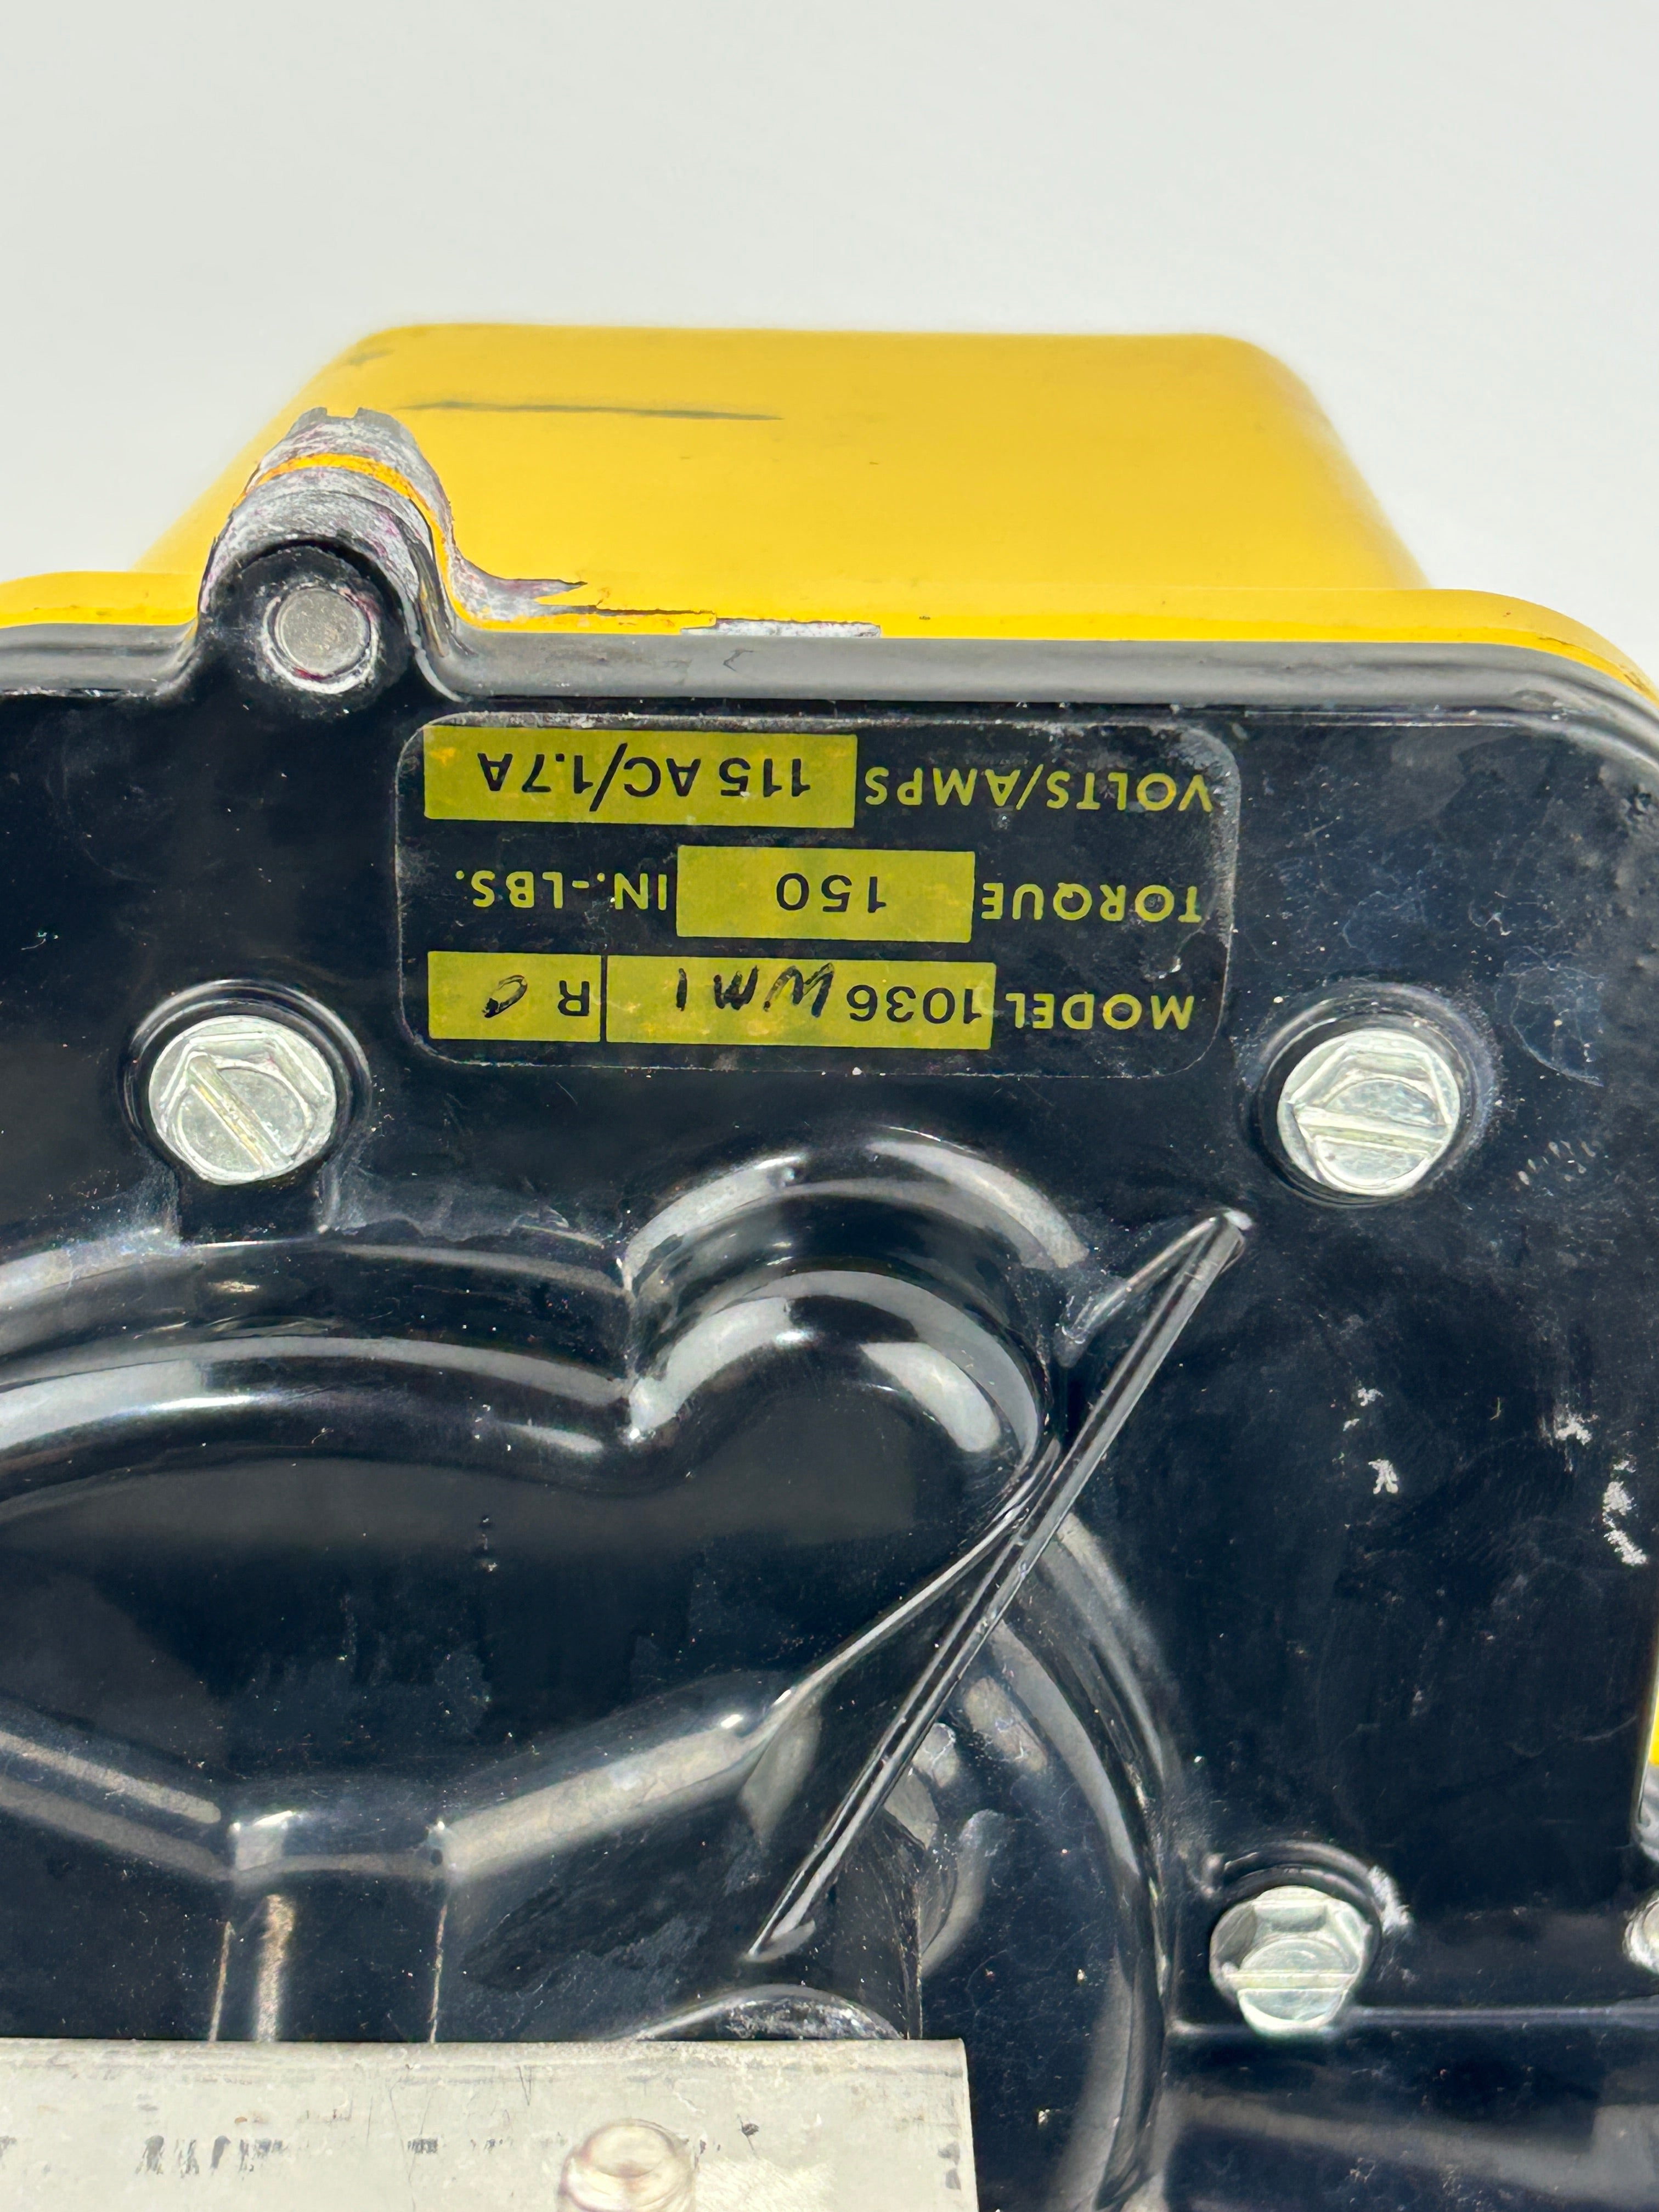 MODEL 1036 WM1 R C
TORQUE 150 IN.-LBS.
VOLTS/AMPS 115 AC/1.7A